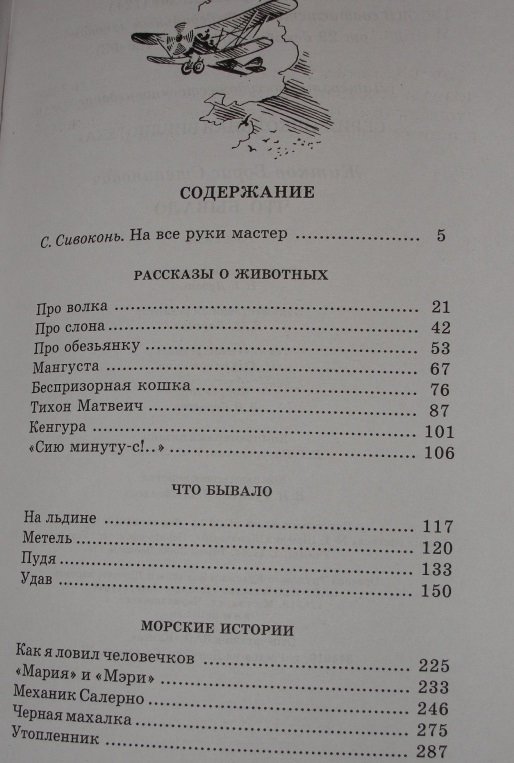 СОДЕРЖАНИЕ
С. Сивоконь. На все руки мастер ..................... 5
РАССКАЗЫ О ЖИВОТНЫХ
Про волка ..................... 21
Про слона ..................... 42
Про обезьянку ..................... 53
Мангуста ..................... 67
Беспризорная кошка ..................... 76
Тихон Матвеич ..................... 87
Кенгура ..................... 101
«Сию минуту-с!..» ..................... 106
ЧТО БЫВАЛО
На льдине ..................... 117
Метель ..................... 120
Пудя ..................... 133
Удав ..................... 150
МОРСКИЕ ИСТОРИИ
Как я ловил человечков ..................... 225
«Мария» и «Мэри» ..................... 233
Механик Салерно ..................... 246
Черная махалка ..................... 275
Утопленник ..................... 287